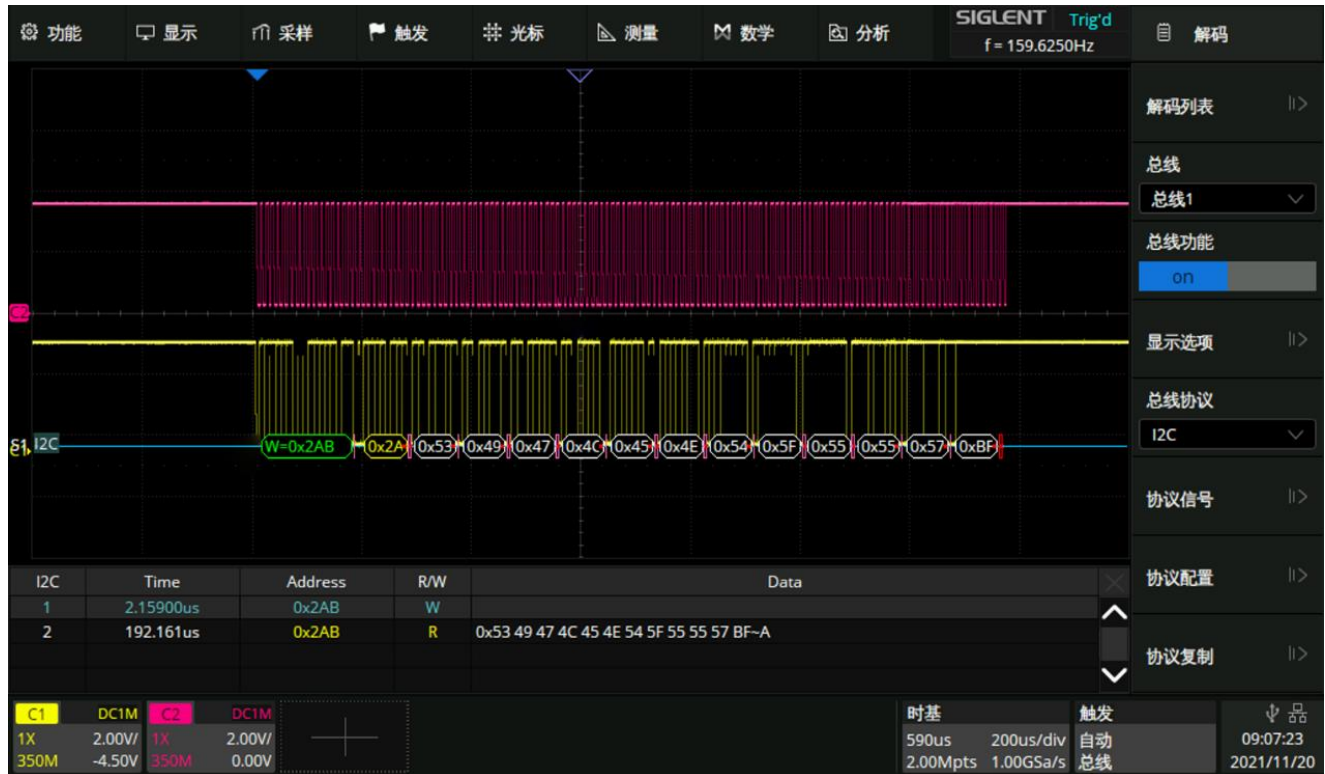 功能 显示 采样 触发 光标 测量 数学 分析 SIGLENT Trig'd 解码
f = 159.6250Hz
解码列表
总线
总线1
总线功能
on
显示选项
总线协议
I2C
协议信号
协议配置
协议复制
C2
I2C W=0x2AB 0x2A 0x53 0x49 0x47 0x4C 0x45 0x4E 0x54 0x5F 0x55 0x55 0x57 0xBF
I2C Time Address R/W Data
1 2.15900us 0x2AB W
2 192.161us 0x2AB R 0x53 49 47 4C 45 4E 54 5F 55 55 57 BF~A
C1 DC1M C2 DC1M 时基 触发
1X 2.00V/ 1X 2.00V/ 590us 200us/div 自动 09:07:23
350M -4.50V 350M 0.00V 2.00Mpts 1.00GSa/s 总线 2021/11/20